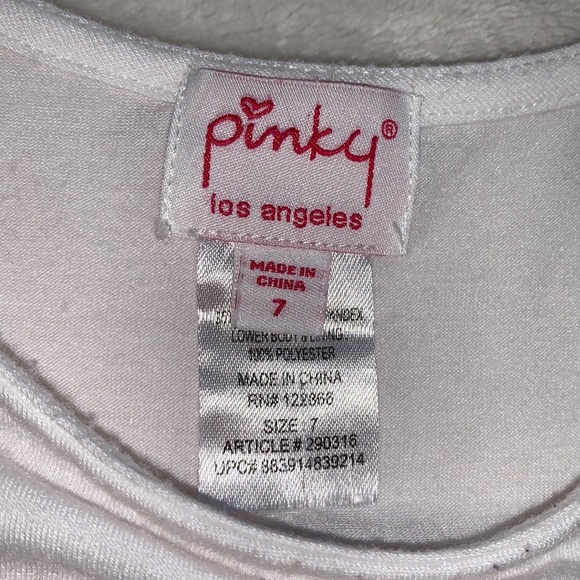 pinky®
los angeles
MADE IN
CHINA
7
LOWER BODY & LINING:
100% POLYESTER
MADE IN CHINA
RN# 122866
SIZE 7
ARTICLE # 290316
UPC# 883914839214